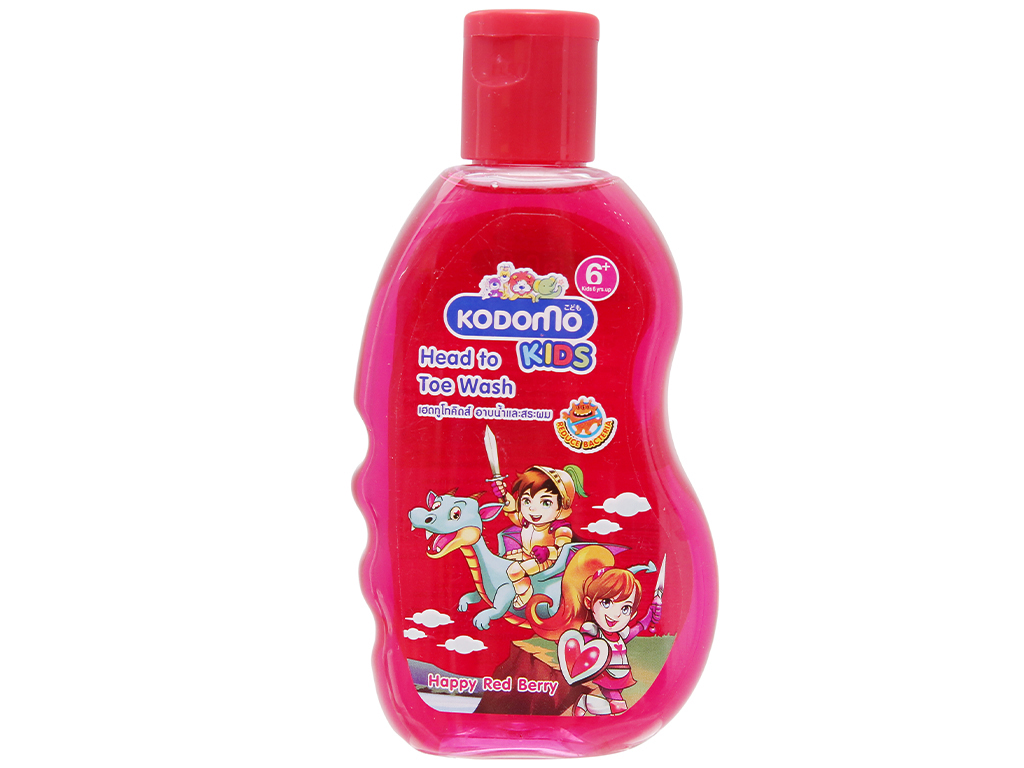 6+
Kids 6 yrs. up
こども
KODOMO
KIDS
Head to
Toe Wash
เฮดทูโทคิดส์ อาบน้ำและสระผม
REDUCE BACTERIA
Happy Red Berry